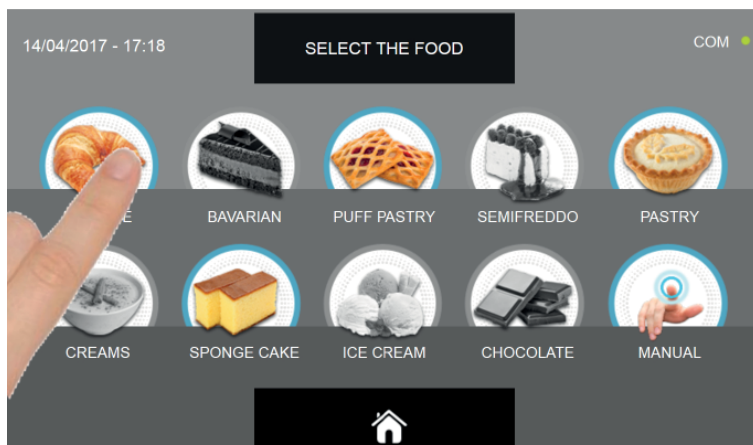 14/04/2017 - 17:18
SELECT THE FOOD
COM
BAVARIAN
PUFF PASTRY
SEMIFREDDO
PASTRY
CREAMS
SPONGE CAKE
ICE CREAM
CHOCOLATE
MANUAL